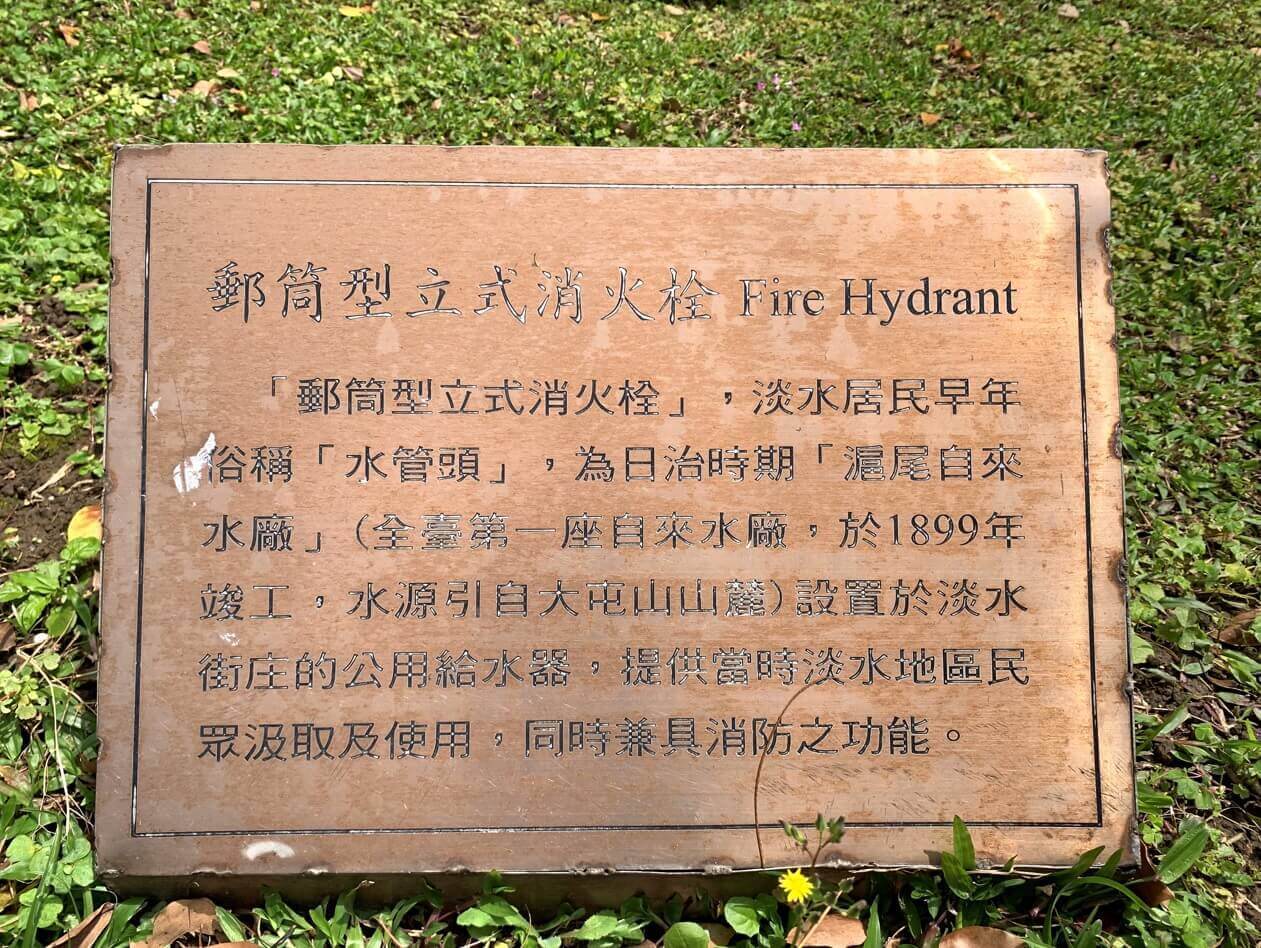 郵筒型立式消火栓 Fire Hydrant
「郵筒型立式消火栓」，淡水居民早年
俗稱「水管頭」，為日治時期「滬尾自來
水廠」(全臺第一座自來水廠，於1899年
竣工，水源引自大屯山山麓)設置於淡水
街庄的公用給水器，提供當時淡水地區民
眾汲取及使用，同時兼具消防之功能。